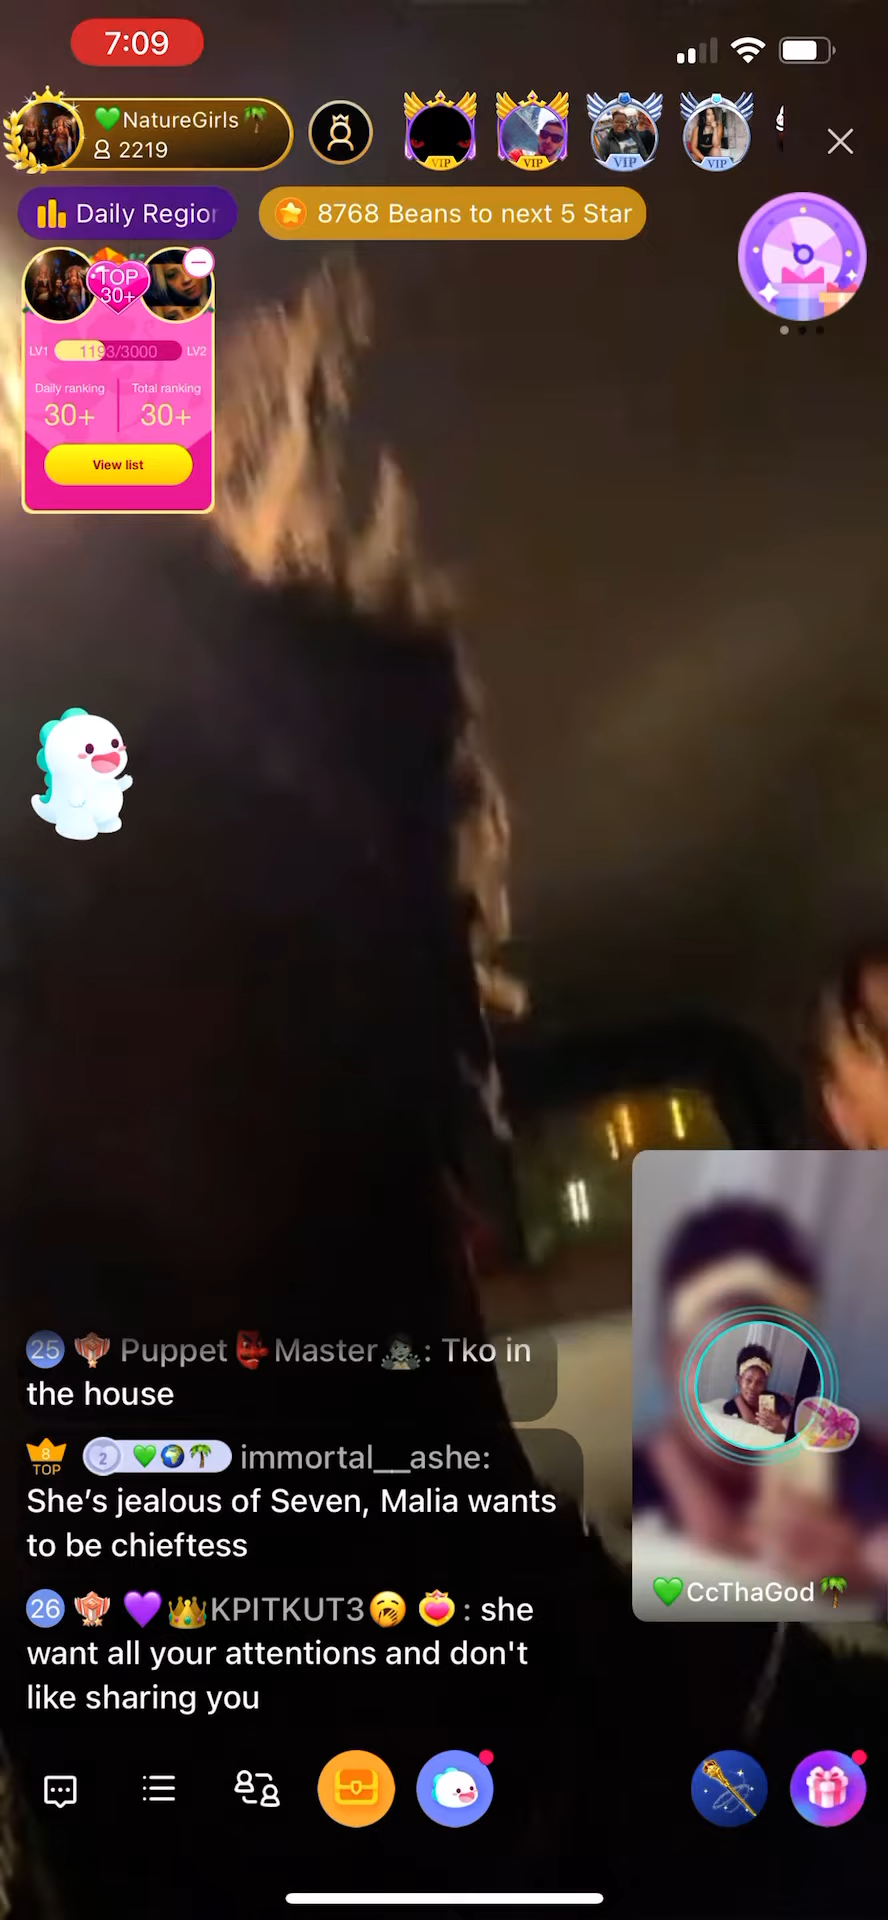 7:09
💚NatureGirls🌴
2219
VIP VIP VIP VIP
Daily Region
8768 Beans to next 5 Star
TOP
30+
LV1 1193/3000 LV2
Daily ranking Total ranking
30+ 30+
View list
25 Puppet👺Master🧟‍♀️: Tko in
the house
8
TOP 2 💚🌍🌴 immortal__ashe:
She's jealous of Seven, Malia wants
to be chieftess
26 💜👑KPITKUT3🥱 : she
want all your attentions and don't
like sharing you
💚CcThaGod🌴